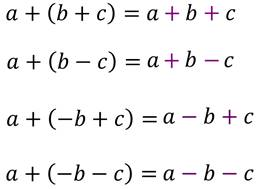 a + (b + c) = a + b + c
a + (b − c) = a + b − c
a + (−b + c) = a − b + c
a + (−b − c) = a − b − c